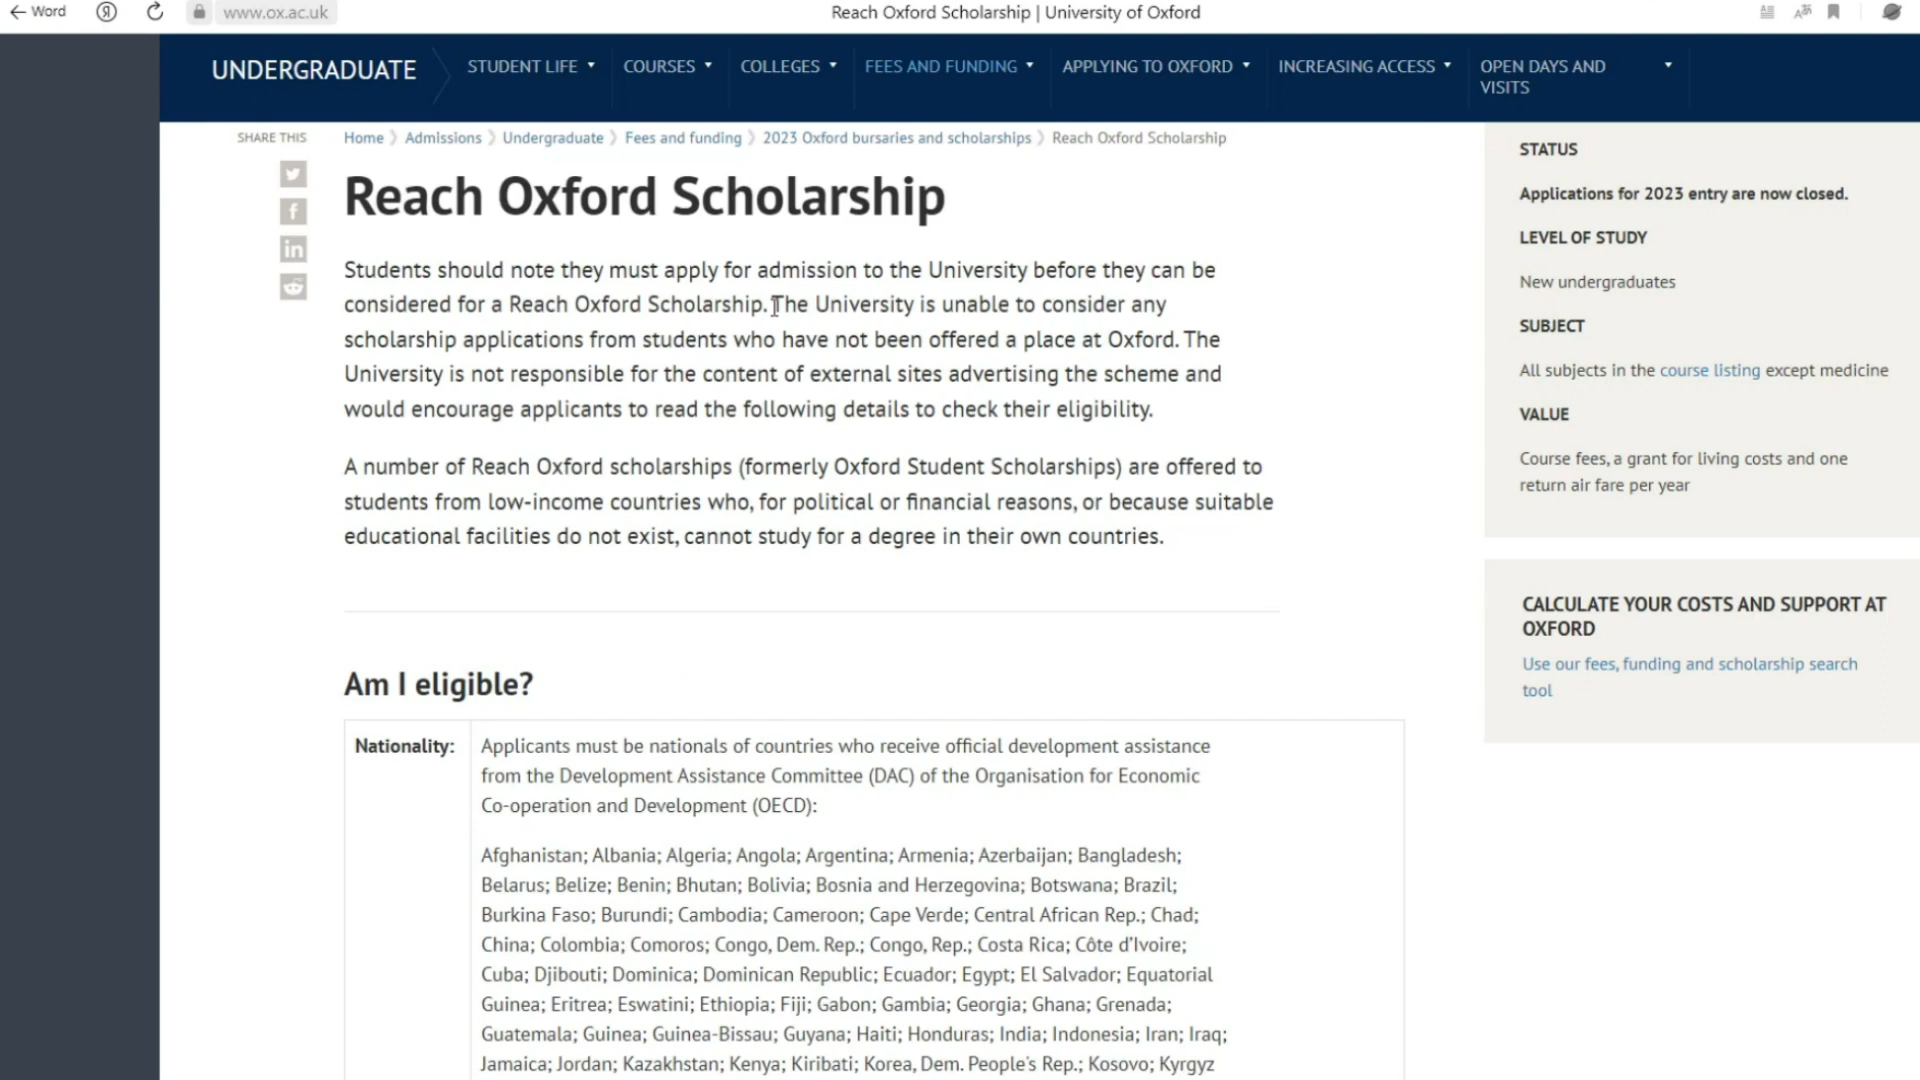 Word
www.ox.ac.uk
Reach Oxford Scholarship | University of Oxford
UNDERGRADUATE
STUDENT LIFE
COURSES
COLLEGES
FEES AND FUNDING
APPLYING TO OXFORD
INCREASING ACCESS
OPEN DAYS AND
VISITS
SHARE THIS
Home
Admissions
Undergraduate
Fees and funding
2023 Oxford bursaries and scholarships
Reach Oxford Scholarship
Reach Oxford Scholarship
Students should note they must apply for admission to the University before they can be
considered for a Reach Oxford Scholarship. The University is unable to consider any
scholarship applications from students who have not been offered a place at Oxford. The
University is not responsible for the content of external sites advertising the scheme and
would encourage applicants to read the following details to check their eligibility.
A number of Reach Oxford scholarships (formerly Oxford Student Scholarships) are offered to
students from low-income countries who, for political or financial reasons, or because suitable
educational facilities do not exist, cannot study for a degree in their own countries.
Am I eligible?
Nationality:
Applicants must be nationals of countries who receive official development assistance
from the Development Assistance Committee (DAC) of the Organisation for Economic
Co-operation and Development (OECD):
Afghanistan; Albania; Algeria; Angola; Argentina; Armenia; Azerbaijan; Bangladesh;
Belarus; Belize; Benin; Bhutan; Bolivia; Bosnia and Herzegovina; Botswana; Brazil;
Burkina Faso; Burundi; Cambodia; Cameroon; Cape Verde; Central African Rep.; Chad;
China; Colombia; Comoros; Congo, Dem. Rep.; Congo, Rep.; Costa Rica; Côte d'Ivoire;
Cuba; Djibouti; Dominica; Dominican Republic; Ecuador; Egypt; El Salvador; Equatorial
Guinea; Eritrea; Eswatini; Ethiopia; Fiji; Gabon; Gambia; Georgia; Ghana; Grenada;
Guatemala; Guinea; Guinea-Bissau; Guyana; Haiti; Honduras; India; Indonesia; Iran; Iraq;
Jamaica; Jordan; Kazakhstan; Kenya; Kiribati; Korea, Dem. People's Rep.; Kosovo; Kyrgyz
STATUS
Applications for 2023 entry are now closed.
LEVEL OF STUDY
New undergraduates
SUBJECT
All subjects in the course listing except medicine
VALUE
Course fees, a grant for living costs and one
return air fare per year
CALCULATE YOUR COSTS AND SUPPORT AT
OXFORD
Use our fees, funding and scholarship search
tool